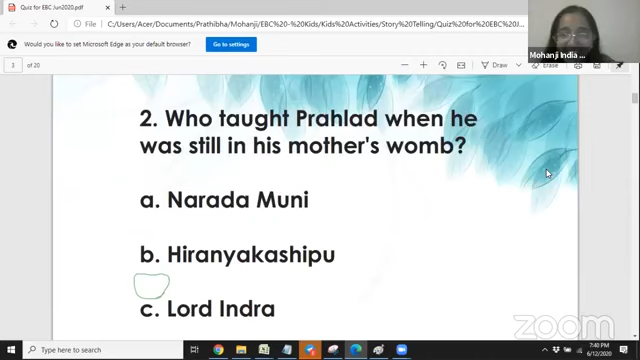 Quiz for EBC Jun2020.pdf
File
C:/Users/Acer/Documents/Prathibha/Mohanji/EBC%20-%20Kids/Kids%20Activities/Story%20Telling/Quiz%20for%20EBC%20J...
Would you like to set Microsoft Edge as your default browser?
Go to settings
Mohanji India ...
3 of 20
Draw
Erase
2. Who taught Prahlad when he
was still in his mother's womb?
a. Narada Muni
b. Hiranyakashipu
c. Lord Indra
zoom
Type here to search
7:40 PM
6/12/2020